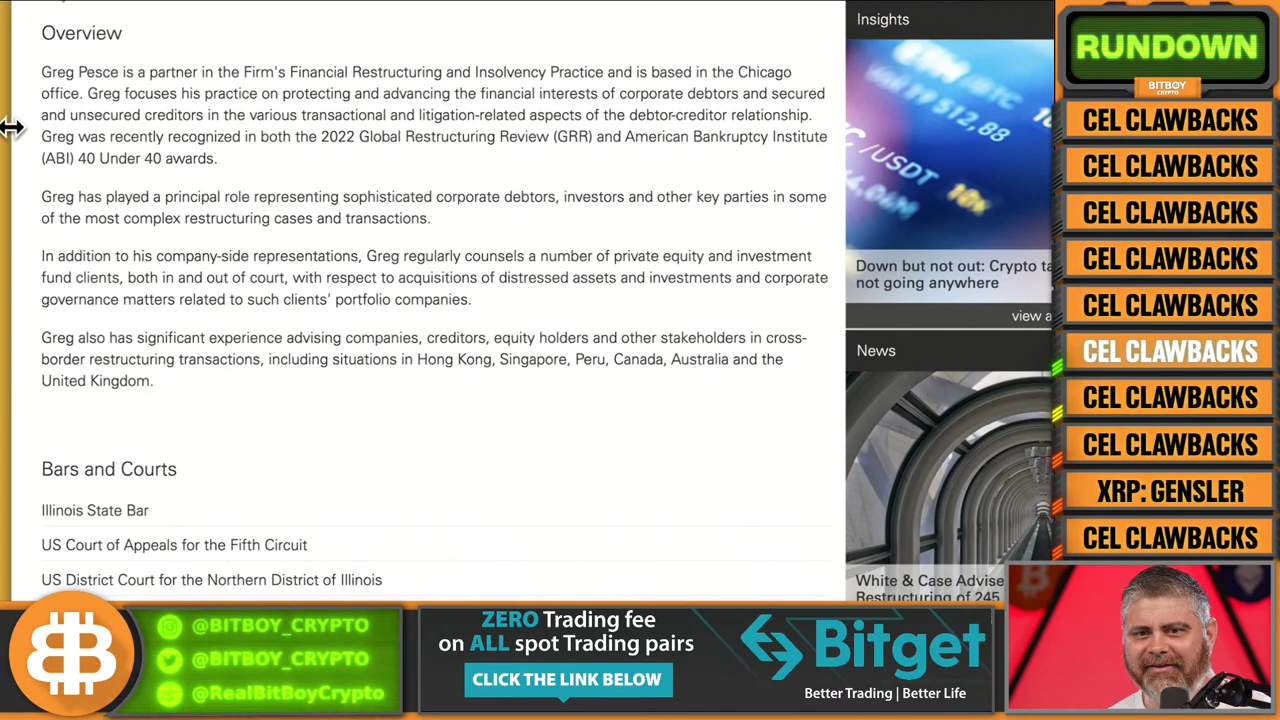 Overview
Greg Pesce is a partner in the Firm's Financial Restructuring and Insolvency Practice and is based in the Chicago
office. Greg focuses his practice on protecting and advancing the financial interests of corporate debtors and secured
and unsecured creditors in the various transactional and litigation-related aspects of the debtor-creditor relationship.
Greg was recently recognized in both the 2022 Global Restructuring Review (GRR) and American Bankruptcy Institute
(ABI) 40 Under 40 awards.
Greg has played a principal role representing sophisticated corporate debtors, investors and other key parties in some
of the most complex restructuring cases and transactions.
In addition to his company-side representations, Greg regularly counsels a number of private equity and investment
fund clients, both in and out of court, with respect to acquisitions of distressed assets and investments and corporate
governance matters related to such clients' portfolio companies.
Greg also has significant experience advising companies, creditors, equity holders and other stakeholders in cross-
border restructuring transactions, including situations in Hong Kong, Singapore, Peru, Canada, Australia and the
United Kingdom.
Bars and Courts
Illinois State Bar
US Court of Appeals for the Fifth Circuit
US District Court for the Northern District of Illinois
Insights
/USDT
10x
Down but not out: Crypto ta
not going anywhere
view a
News
White & Case Advise
Restructuring of 245
RUNDOWN
BITBOY
CRYPTO
CEL CLAWBACKS
CEL CLAWBACKS
CEL CLAWBACKS
CEL CLAWBACKS
CEL CLAWBACKS
CEL CLAWBACKS
CEL CLAWBACKS
CEL CLAWBACKS
XRP: GENSLER
CEL CLAWBACKS
@BITBOY_CRYPTO
@BITBOY_CRYPTO
@RealBitBoyCrypto
ZERO Trading fee
on ALL spot Trading pairs
CLICK THE LINK BELOW
Bitget
Better Trading | Better Life